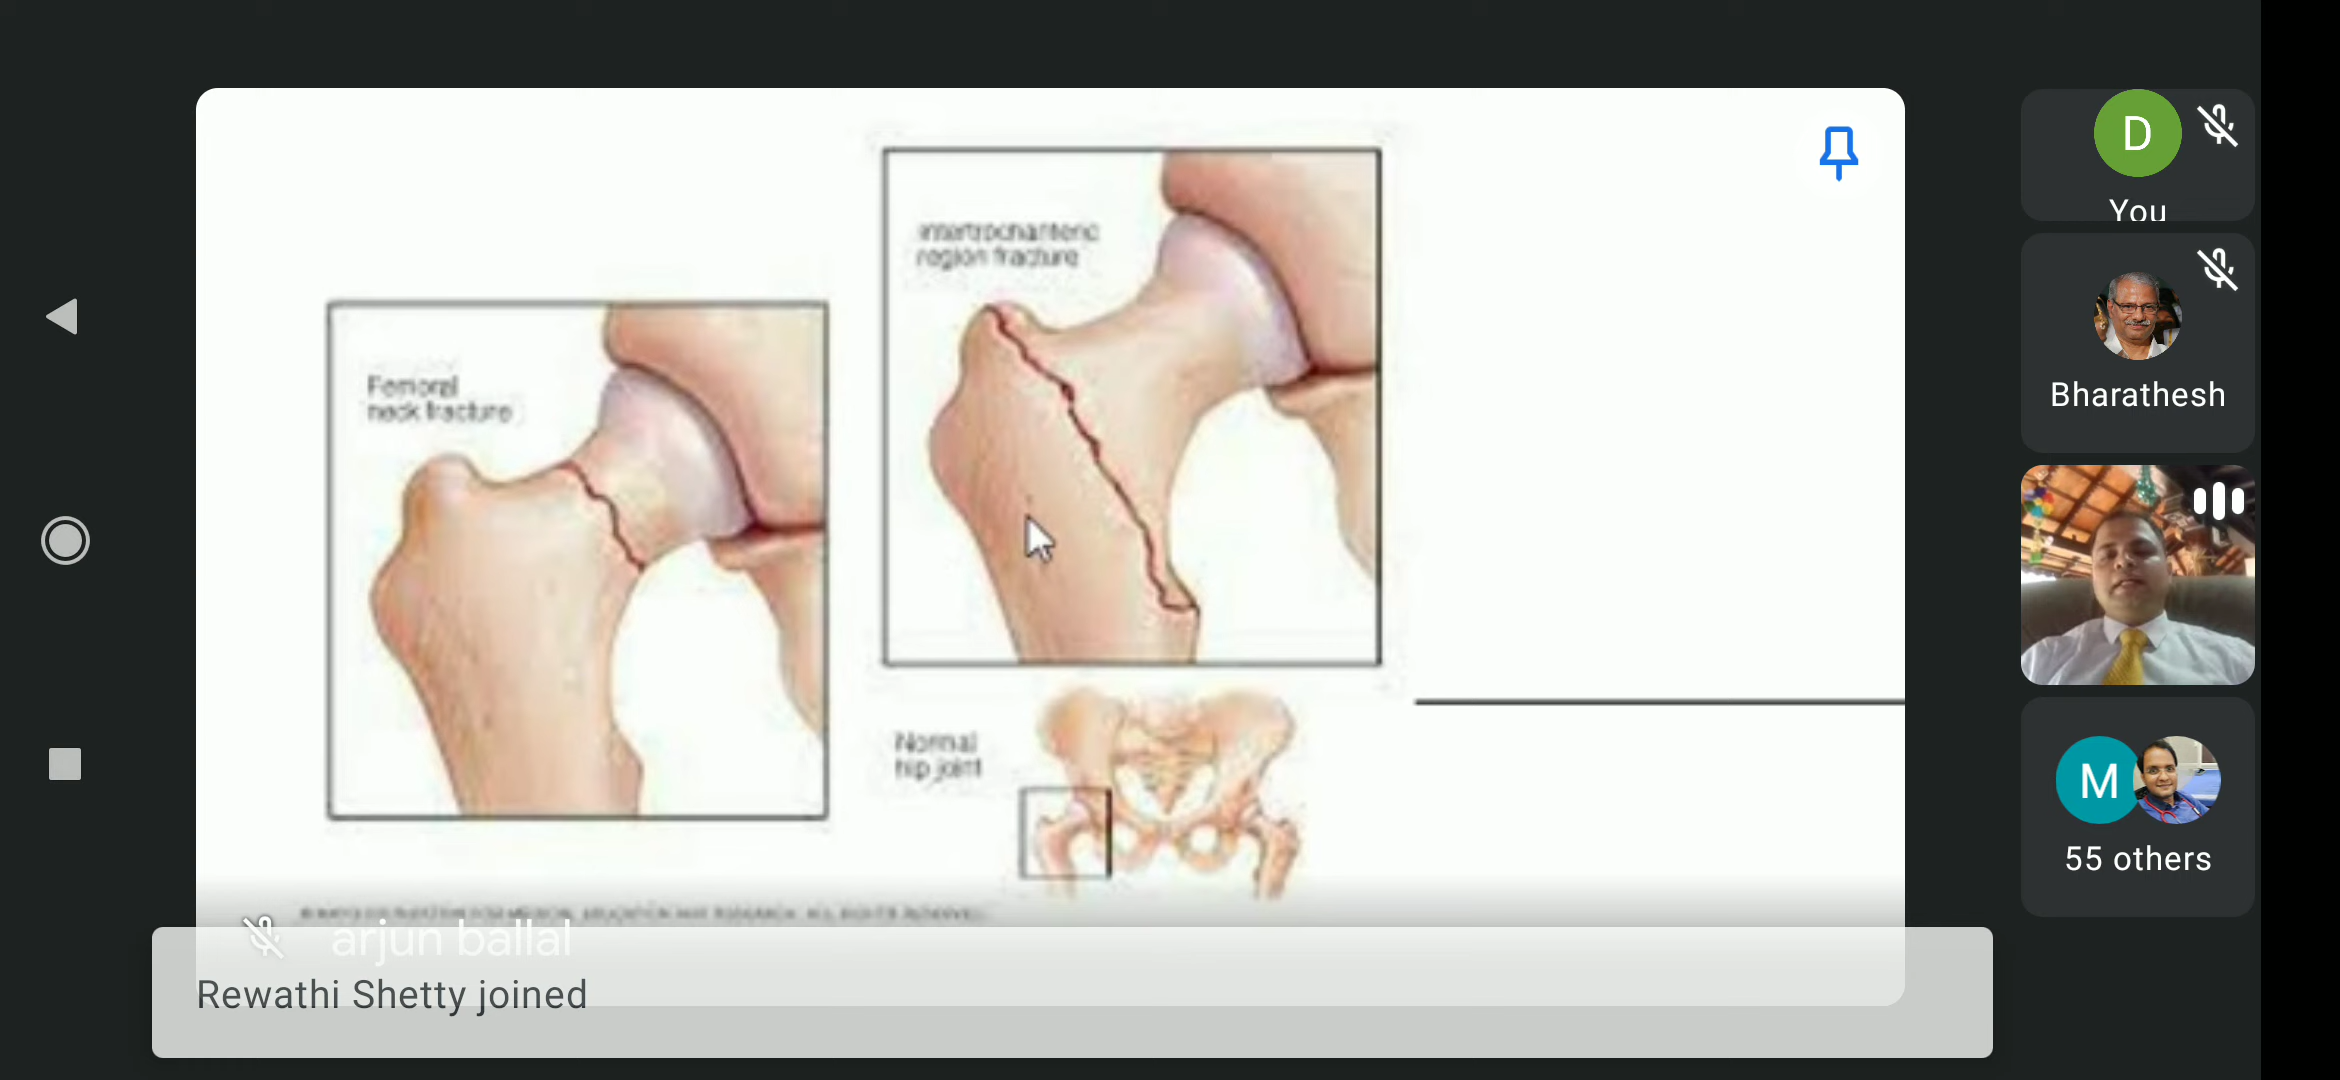 Intertrochanteric
region fracture
Femoral
neck fracture
Normal
hip joint
arjun ballal
Rewathi Shetty joined
D
You
Bharathesh
M
55 others